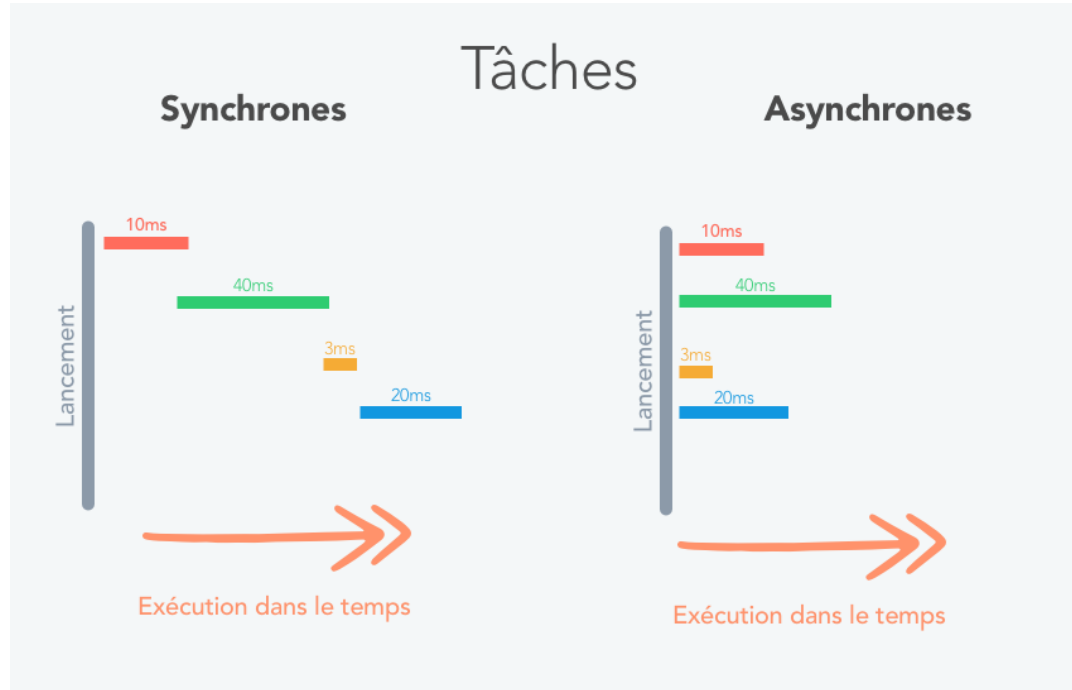 Tâches
Synchrones
Asynchrones
10ms
40ms
3ms
20ms
Lancement
Exécution dans le temps
10ms
40ms
3ms
20ms
Lancement
Exécution dans le temps